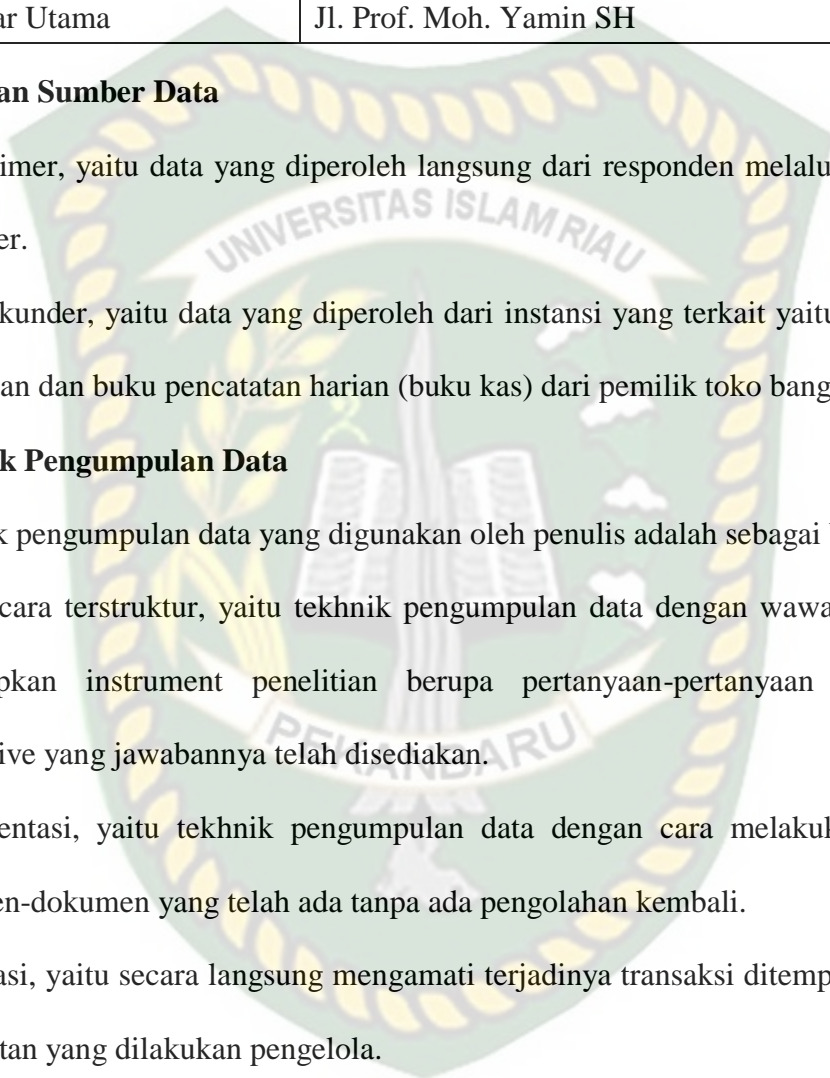 ar Utama Jl. Prof. Moh. Yamin SH
an Sumber Data
imer, yaitu data yang diperoleh langsung dari responden melalu
er.
UNIVERSITAS ISLAM RIAU
kunder, yaitu data yang diperoleh dari instansi yang terkait yaitu
an dan buku pencatatan harian (buku kas) dari pemilik toko bang
k Pengumpulan Data
k pengumpulan data yang digunakan oleh penulis adalah sebagai
cara terstruktur, yaitu tekhnik pengumpulan data dengan wawa
pkan instrument penelitian berupa pertanyaan-pertanyaan
ive yang jawabannya telah disediakan.
PEKANBARU
entasi, yaitu tekhnik pengumpulan data dengan cara melakuk
en-dokumen yang telah ada tanpa ada pengolahan kembali.
asi, yaitu secara langsung mengamati terjadinya transaksi ditemp
tan yang dilakukan pengelola.